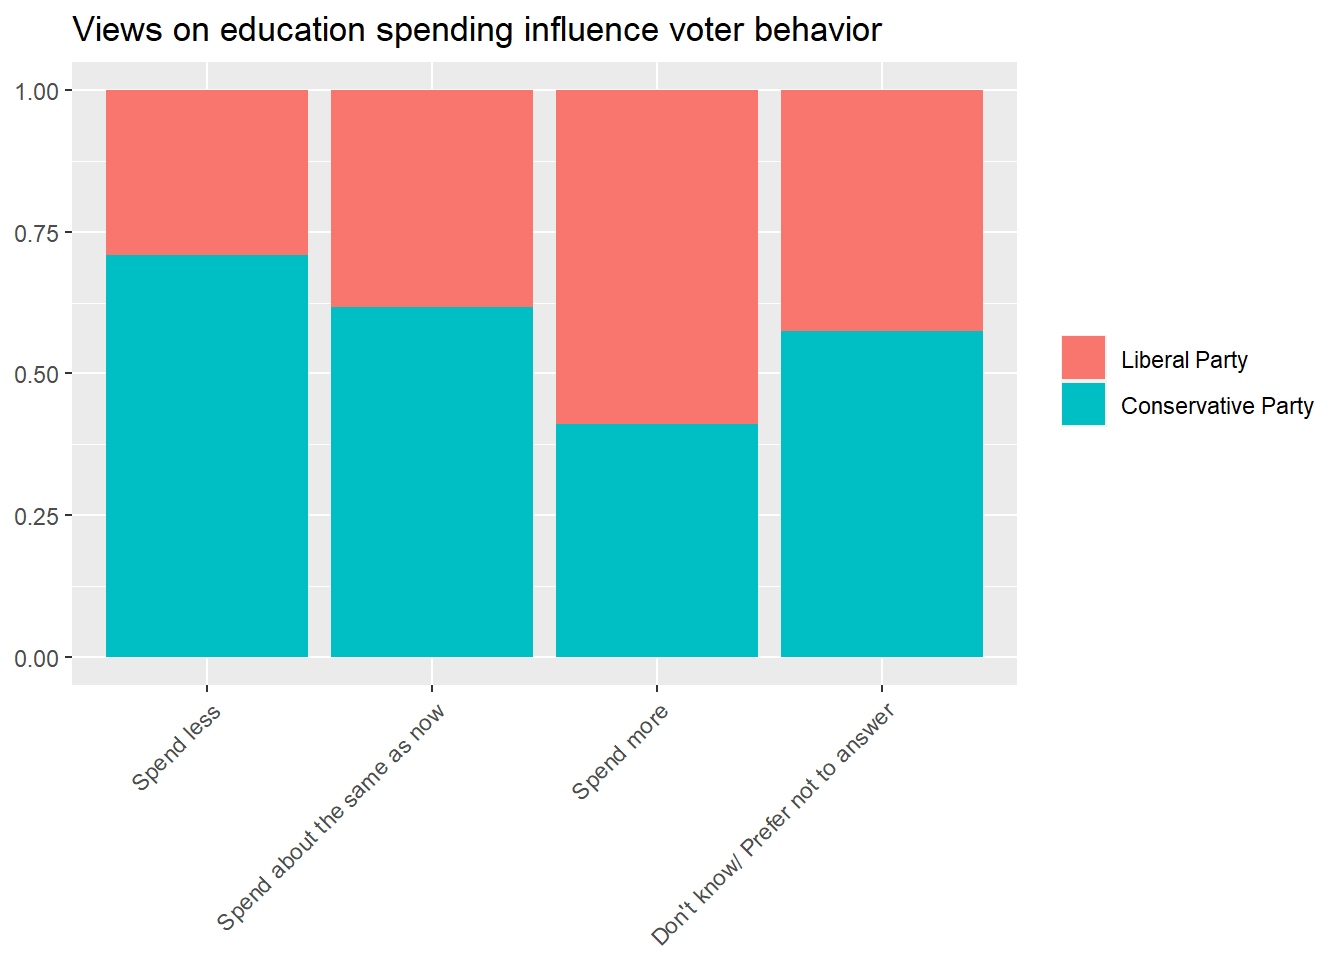 Views on education spending influence voter behavior
1.00
0.75
0.50
0.25
0.00
Spend less
Spend about the same as now
Spend more
Don't know/ Prefer not to answer
Liberal Party
Conservative Party